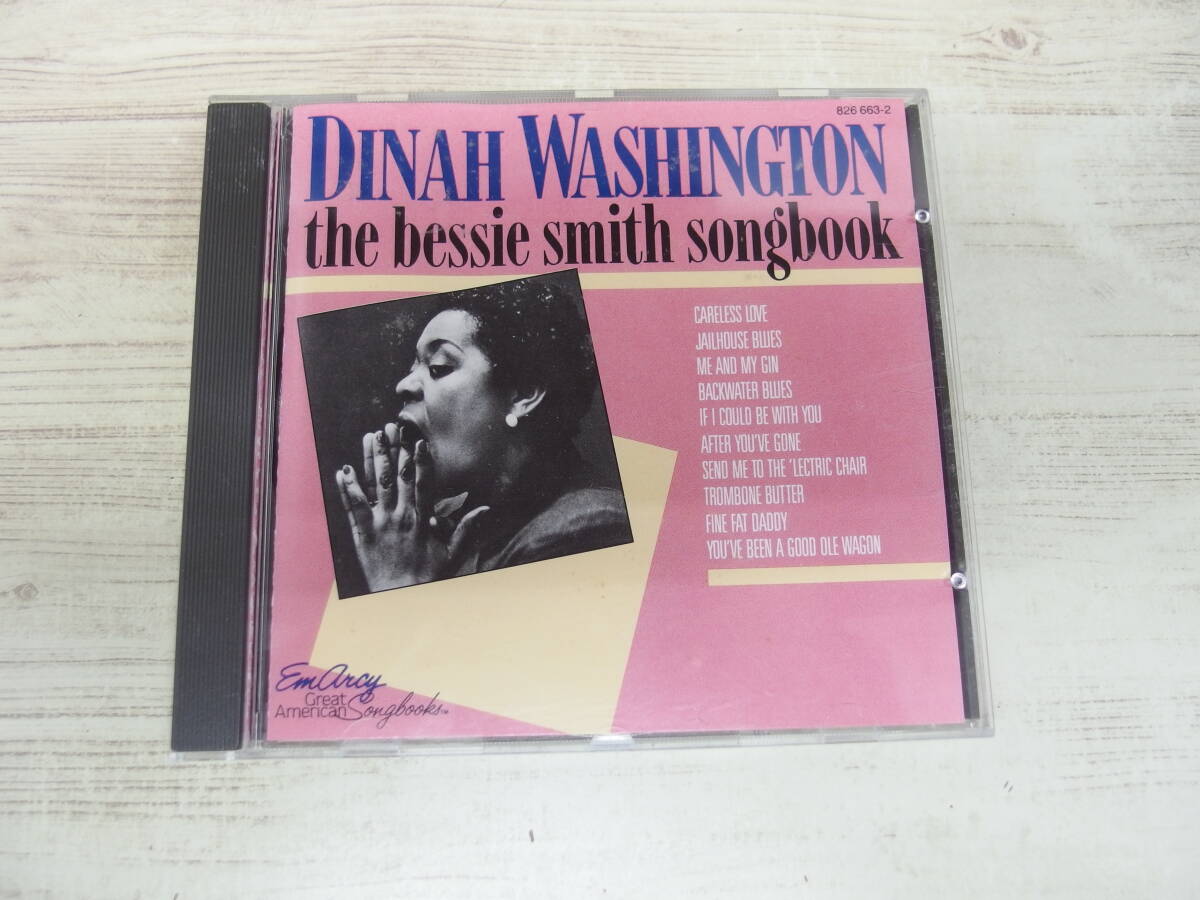 826 663-2
DINAH WASHINGTON
the bessie smith songbook
CARELESS LOVE
JAILHOUSE BLUES
ME AND MY GIN
BACKWATER BLUES
IF I COULD BE WITH YOU
AFTER YOU'VE GONE
SEND ME TO THE 'LECTRIC CHAIR
TROMBONE BUTTER
FINE FAT DADDY
YOU'VE BEEN A GOOD OLE WAGON
EmArcy
Great
American Songbooks™